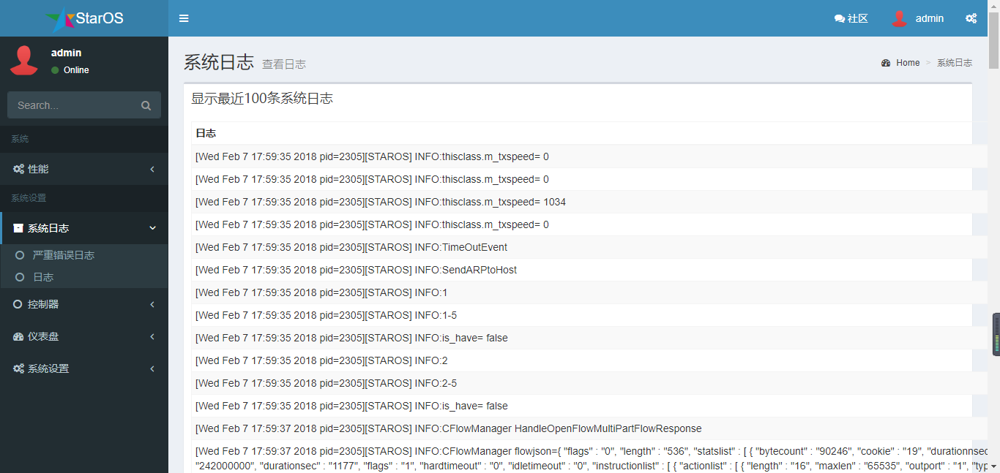 StarOS
社区
admin
admin
Online
Search...
系统
性能
系统设置
系统日志
严重错误日志
日志
控制器
仪表盘
系统设置
系统日志 查看日志
Home > 系统日志
显示最近100条系统日志
日志
[Wed Feb 7 17:59:35 2018 pid=2305][STAROS] INFO:thisclass.m_txspeed= 0
[Wed Feb 7 17:59:35 2018 pid=2305][STAROS] INFO:thisclass.m_txspeed= 0
[Wed Feb 7 17:59:35 2018 pid=2305][STAROS] INFO:thisclass.m_txspeed= 1034
[Wed Feb 7 17:59:35 2018 pid=2305][STAROS] INFO:thisclass.m_txspeed= 0
[Wed Feb 7 17:59:35 2018 pid=2305][STAROS] INFO:TimeOutEvent
[Wed Feb 7 17:59:35 2018 pid=2305][STAROS] INFO:SendARPtoHost
[Wed Feb 7 17:59:35 2018 pid=2305][STAROS] INFO:1
[Wed Feb 7 17:59:35 2018 pid=2305][STAROS] INFO:1-5
[Wed Feb 7 17:59:35 2018 pid=2305][STAROS] INFO:is_have= false
[Wed Feb 7 17:59:35 2018 pid=2305][STAROS] INFO:2
[Wed Feb 7 17:59:35 2018 pid=2305][STAROS] INFO:2-5
[Wed Feb 7 17:59:35 2018 pid=2305][STAROS] INFO:is_have= false
[Wed Feb 7 17:59:37 2018 pid=2305][STAROS] INFO:CFlowManager HandleOpenFlowMultiPartFlowResponse
[Wed Feb 7 17:59:37 2018 pid=2305][STAROS] INFO:CFlowManager flowjson={ "flags" : "0", "length" : "536", "statslist" : [ { "bytecount" : "90246", "cookie" : "19", "durationnsec
"242000000", "durationsec" : "1177", "flags" : "1", "hardtimeout" : "0", "idletimeout" : "0", "instructionlist" : [ { "actionlist" : [ { "length" : "16", "maxlen" : "65535", "outport" : "1", "typ